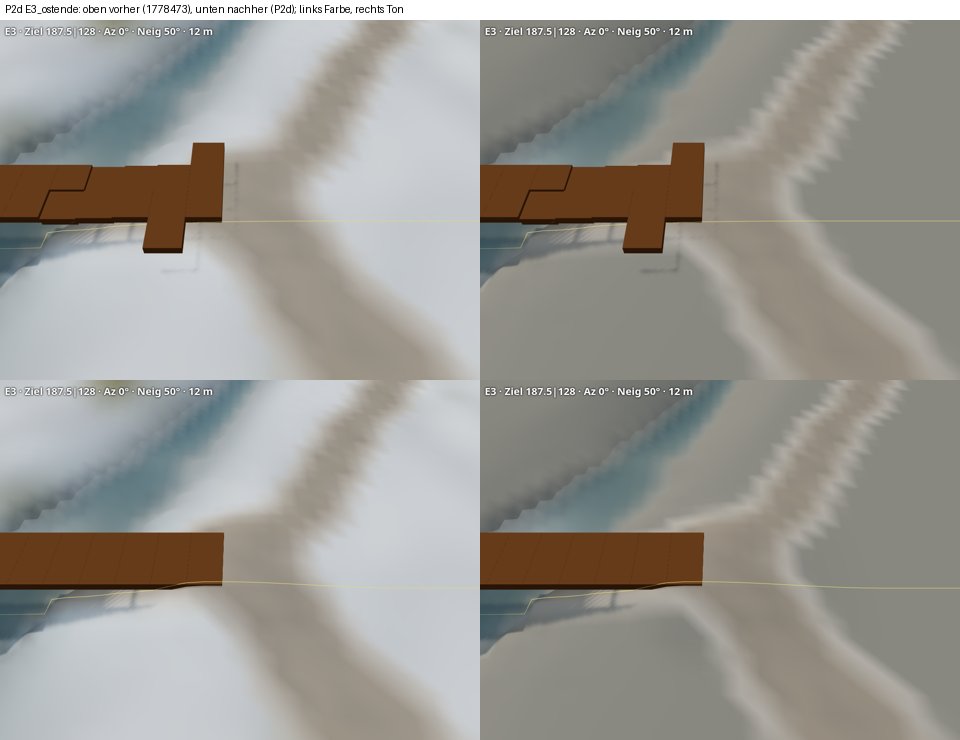 P2d E3_ostende: oben vorher (1778473), unten nachher (P2d); links Farbe, rechts Ton
E3 · Ziel 187.5|128 · Az 0° · Neig 50° · 12 m
E3 · Ziel 187.5|128 · Az 0° · Neig 50° · 12 m
E3 · Ziel 187.5|128 · Az 0° · Neig 50° · 12 m
E3 · Ziel 187.5|128 · Az 0° · Neig 50° · 12 m